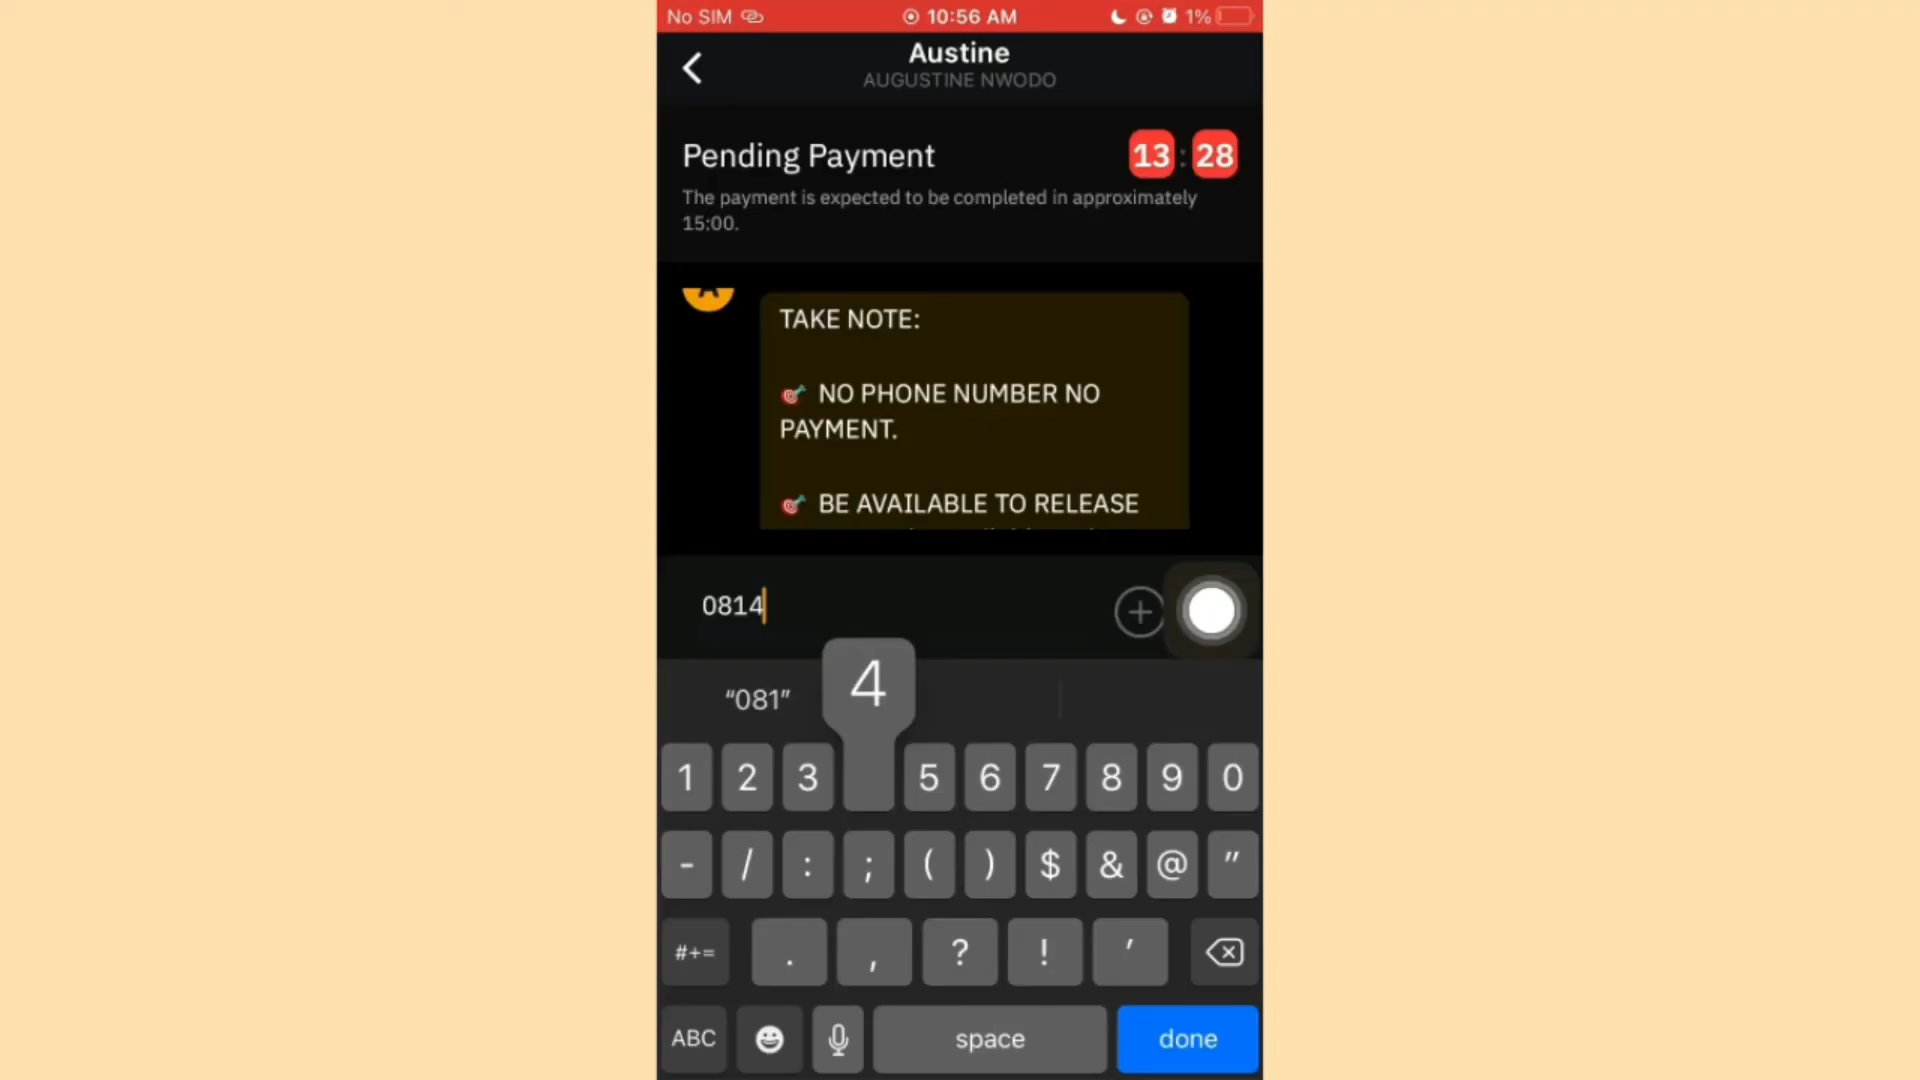 No SIM 10:56 AM 1%
Austine
AUGUSTINE NWODO
Pending Payment 13 : 28
The payment is expected to be completed in approximately
15:00.
TAKE NOTE:
🎯 NO PHONE NUMBER NO
PAYMENT.
🎯 BE AVAILABLE TO RELEASE
0814
“081” 4
1 2 3 5 6 7 8 9 0
- / : ; ( ) $ & @ "
#+= . , ? ! '
ABC space done